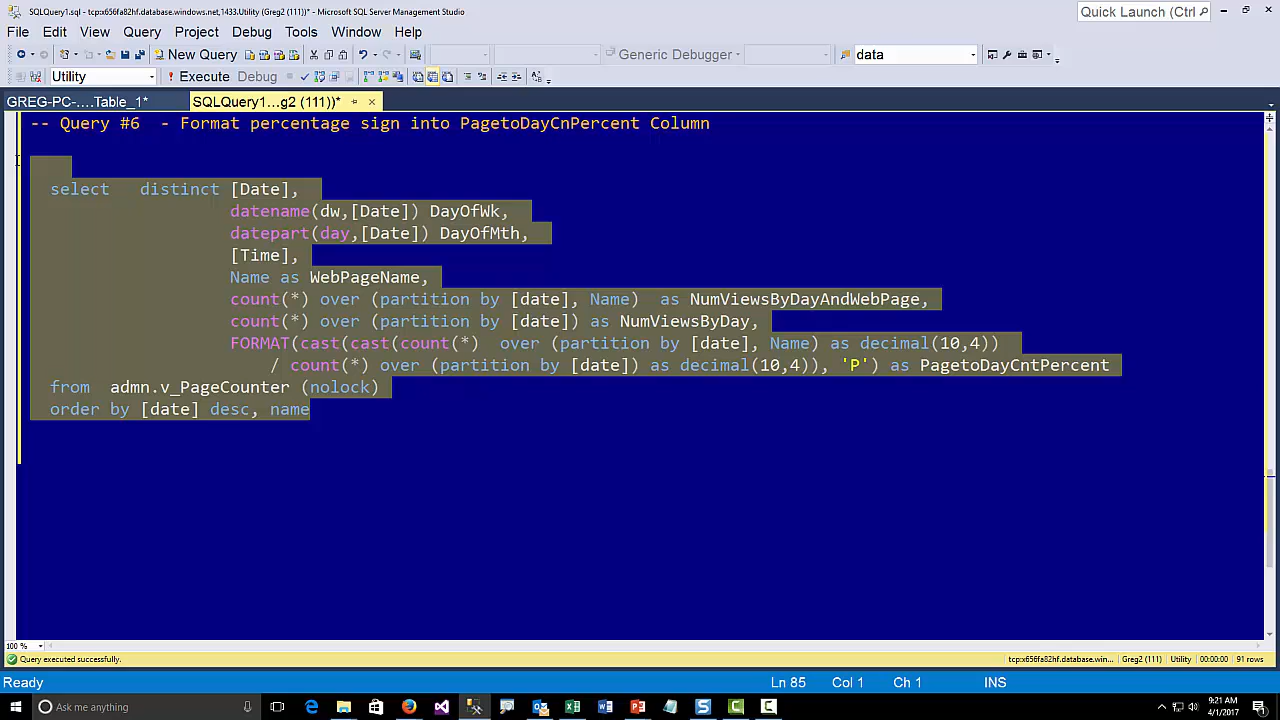 SQLQuery1.sql - tcp:x656fa82hf.database.windows.net,1433.Utility (Greg2 (111))* - Microsoft SQL Server Management Studio
Quick Launch (Ctrl
File Edit View Query Project Debug Tools Window Help
New Query Generic Debugger data
Utility Execute Debug
GREG-PC-....Table_1* SQLQuery1...g2 (111))*
-- Query #6 - Format percentage sign into PagetoDayCnPercent Column
select distinct [Date],
datename(dw,[Date]) DayOfWk,
datepart(day,[Date]) DayOfMth,
[Time],
Name as WebPageName,
count(*) over (partition by [date], Name) as NumViewsByDayAndWebPage,
count(*) over (partition by [date]) as NumViewsByDay,
FORMAT(cast(cast(count(*) over (partition by [date], Name) as decimal(10,4))
/ count(*) over (partition by [date]) as decimal(10,4)), 'P') as PagetoDayCntPercent
from admn.v_PageCounter (nolock)
order by [date] desc, name
100 %
Query executed successfully. tcp:x656fa82hf.database.win... Greg2 (111) Utility 00:00:00 91 rows
Ready Ln 85 Col 1 Ch 1 INS
Ask me anything
9:21 AM
4/1/2017